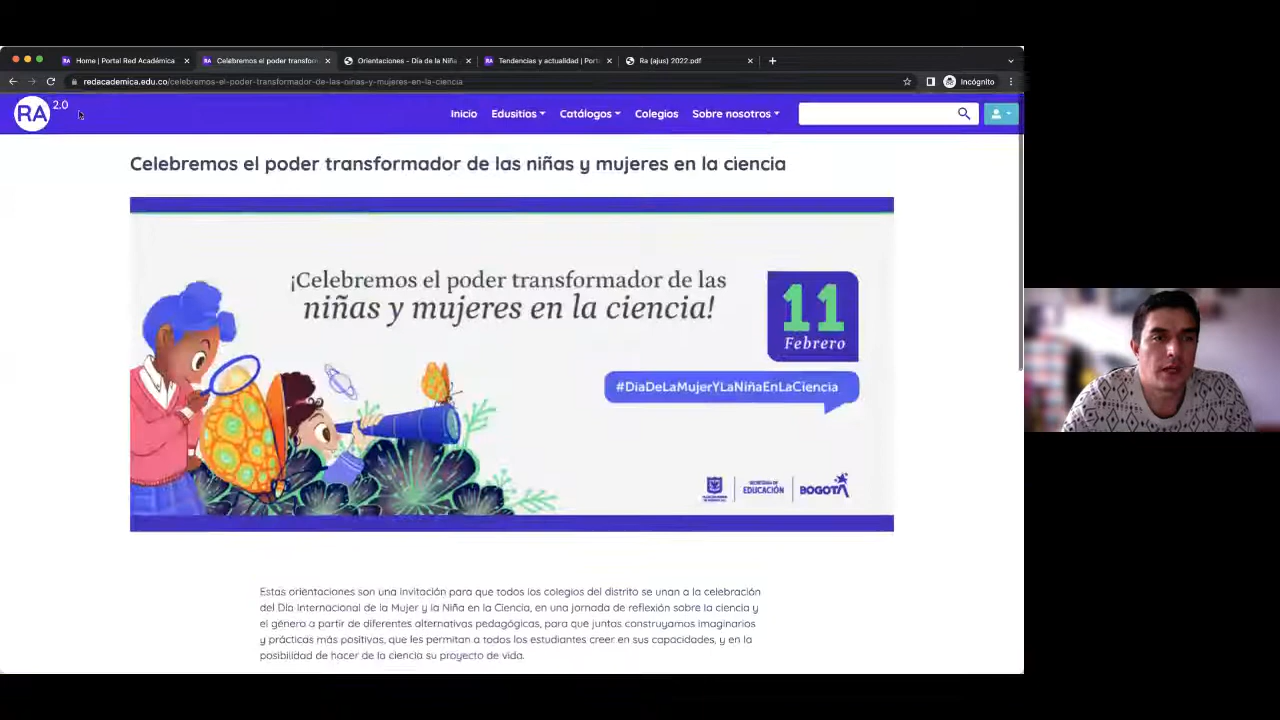 Home | Portal Red Académica
Celebremos el poder transform
Orientaciones - Día de la Niña
Tendencias y actualidad | Porta
Ra (ajus) 2022.pdf
redacademica.edu.co/celebremos-el-poder-transformador-de-las-ninas-y-mujeres-en-la-ciencia
Incógnito
RA 2.0
Inicio
Edusitios
Catálogos
Colegios
Sobre nosotros
Celebremos el poder transformador de las niñas y mujeres en la ciencia
¡Celebremos el poder transformador de las
niñas y mujeres en la ciencia!
11
Febrero
#DiaDeLaMujerYLaNiñaEnLaCiencia
SECRETARÍA DE
EDUCACIÓN
BOGOTÁ
Estas orientaciones son una invitación para que todos los colegios del distrito se unan a la celebración
del Día Internacional de la Mujer y la Niña en la Ciencia, en una jornada de reflexión sobre la ciencia y
el género a partir de diferentes alternativas pedagógicas, para que juntas construyamos imaginarios
y prácticas más positivas, que les permitan a todos los estudiantes creer en sus capacidades, y en la
posibilidad de hacer de la ciencia su proyecto de vida.